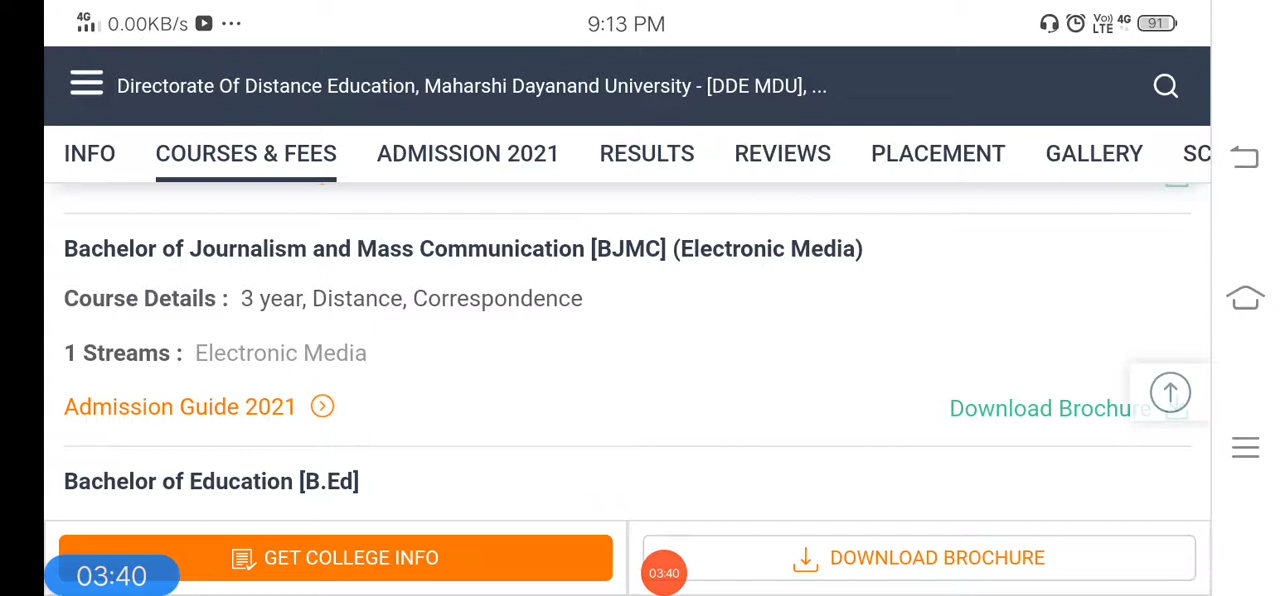 4G 0.00KB/s ... 9:13 PM Vo) LTE 4G 91
Directorate Of Distance Education, Maharshi Dayanand University - [DDE MDU], ...
INFO COURSES & FEES ADMISSION 2021 RESULTS REVIEWS PLACEMENT GALLERY SC
Bachelor of Journalism and Mass Communication [BJMC] (Electronic Media)
Course Details : 3 year, Distance, Correspondence
1 Streams : Electronic Media
Admission Guide 2021 Download Brochure
Bachelor of Education [B.Ed]
GET COLLEGE INFO DOWNLOAD BROCHURE
03:40 03:40